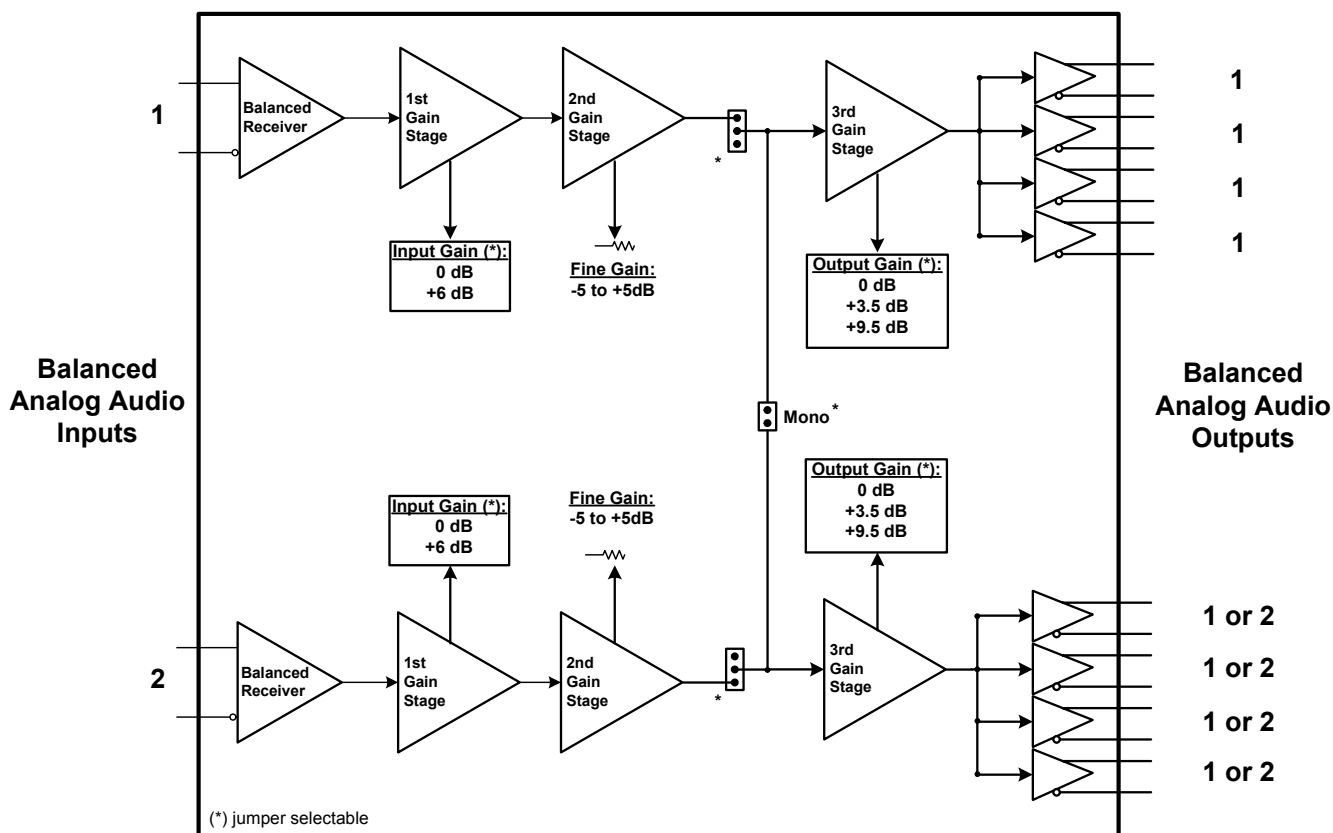 1
Balanced
Receiver
1st
Gain
Stage
2nd
Gain
Stage
*
3rd
Gain
Stage
1
1
1
1
Input Gain (*):
0 dB
+6 dB
Fine Gain:
-5 to +5dB
Output Gain (*):
0 dB
+3.5 dB
+9.5 dB
Balanced
Analog Audio
Inputs
Mono *
Balanced
Analog Audio
Outputs
Input Gain (*):
0 dB
+6 dB
Fine Gain:
-5 to +5dB
Output Gain (*):
0 dB
+3.5 dB
+9.5 dB
2
Balanced
Receiver
1st
Gain
Stage
2nd
Gain
Stage
*
3rd
Gain
Stage
1 or 2
1 or 2
1 or 2
1 or 2
(*) jumper selectable